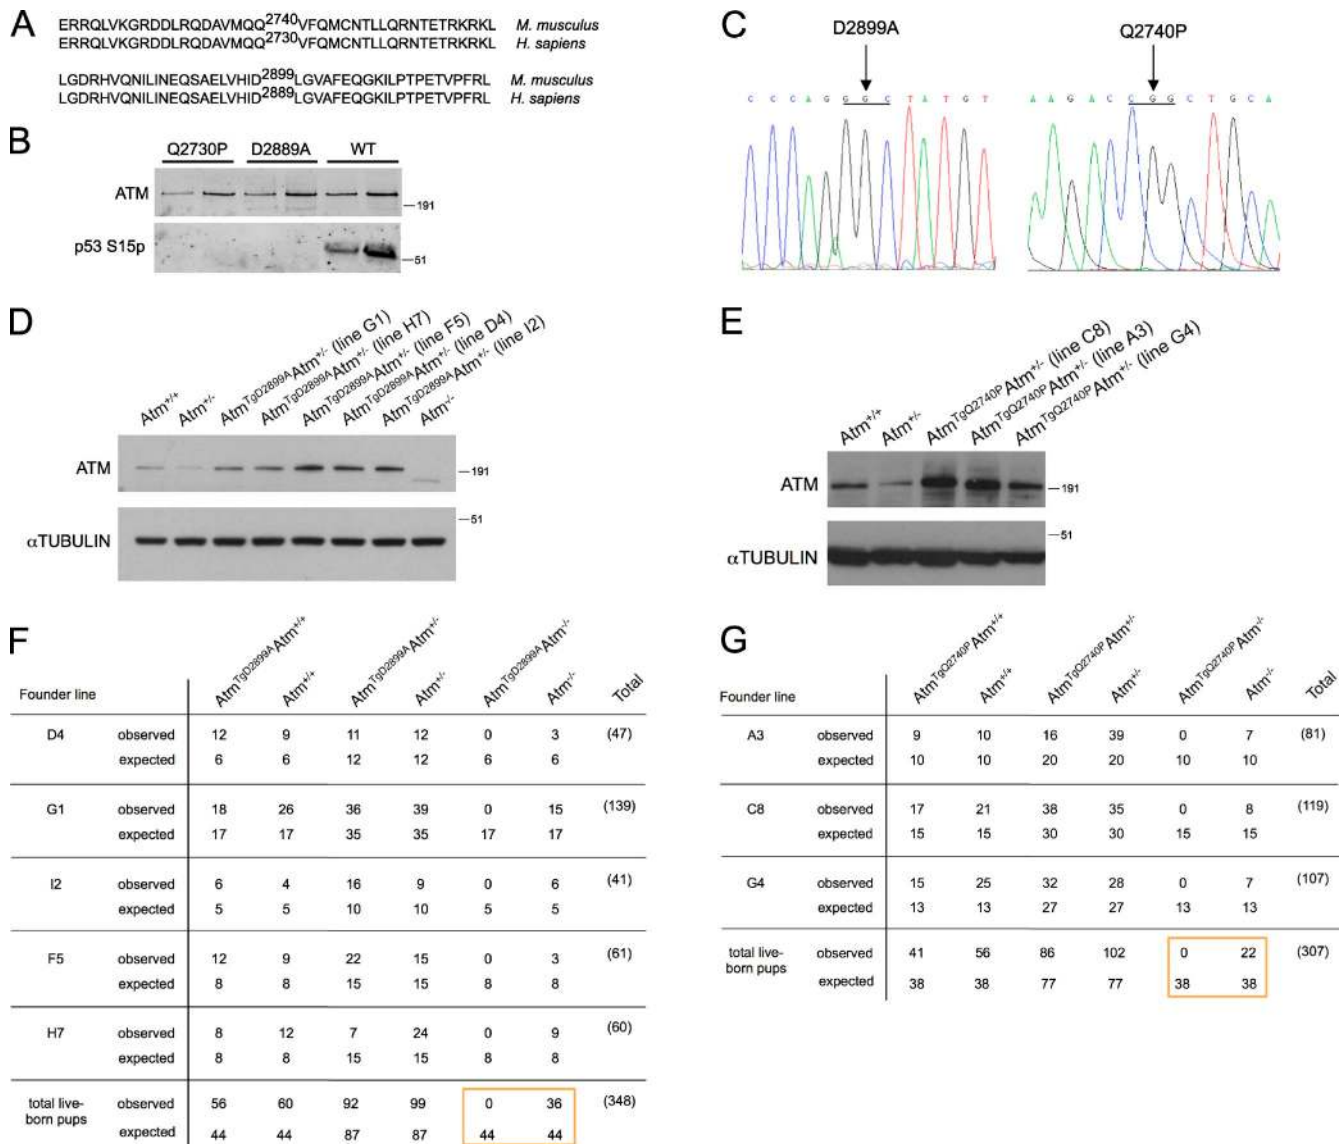 A
ERRQLVKGRDDLRQDAVMQQ2740VFQMCNTLLQRNTETRKRKL M. musculus
ERRQLVKGRDDLRQDAVMQQ2730VFQMCNTLLQRNTETRKRKL H. sapiens
LGDRHVQNILINEQSAELVHID2899LGVAFEQGKILPTPETVPFRL M. musculus
LGDRHVQNILINEQSAELVHID2889LGVAFEQGKILPTPETVPFRL H. sapiens
B
Q2730P D2889A WT
ATM
191
p53 S15p
51
C
D2899A Q2740P
C C C A G G G C T A T G T
A A G A C C G G C T G C A
D
Atm+/+
Atm+/-
AtmTgD2899AAtm+/- (line G1)
AtmTgD2899AAtm+/- (line H7)
AtmTgD2899AAtm+/- (line F5)
AtmTgD2899AAtm+/- (line D4)
AtmTgD2899AAtm+/- (line I2)
Atm-/-
ATM
191
51
αTUBULIN
E
Atm+/+
Atm+/-
AtmTgQ2740PAtm+/- (line C8)
AtmTgQ2740PAtm+/- (line A3)
AtmTgQ2740PAtm+/- (line G4)
ATM
191
51
αTUBULIN
F
Founder line AtmTgD2899AAtm+/+ Atm+/+ AtmTgD2899AAtm+/- Atm+/- AtmTgD2899AAtm-/- Atm-/- Total
D4 observed 12 9 11 12 0 3 (47)
expected 6 6 12 12 6 6
G1 observed 18 26 36 39 0 15 (139)
expected 17 17 35 35 17 17
I2 observed 6 4 16 9 0 6 (41)
expected 5 5 10 10 5 5
F5 observed 12 9 22 15 0 3 (61)
expected 8 8 15 15 8 8
H7 observed 8 12 7 24 0 9 (60)
expected 8 8 15 15 8 8
total live-born pups observed 56 60 92 99 0 36 (348)
expected 44 44 87 87 44 44
G
Founder line AtmTgQ2740PAtm+/+ Atm+/+ AtmTgQ2740PAtm+/- Atm+/- AtmTgQ2740PAtm-/- Atm-/- Total
A3 observed 9 10 16 39 0 7 (81)
expected 10 10 20 20 10 10
C8 observed 17 21 38 35 0 8 (119)
expected 15 15 30 30 15 15
G4 observed 15 25 32 28 0 7 (107)
expected 13 13 27 27 13 13
total live-born pups observed 41 56 86 102 0 22 (307)
expected 38 38 77 77 38 38